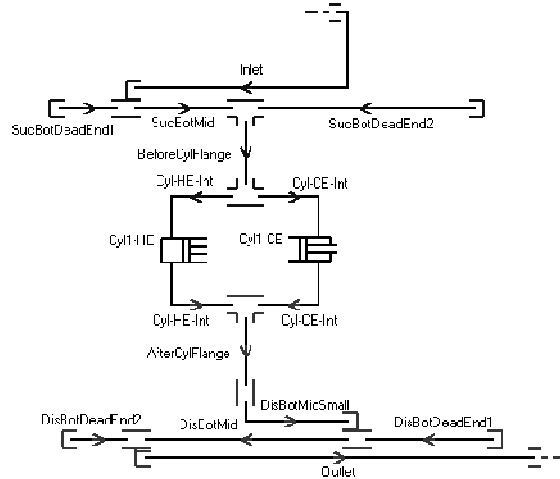 Inlet
SucBotDeadEnd1
SucBotMid
SucBotDeadEnd2
BeforeCylFlange
Cyl-HE-Int
Cyl-CE-Int
Cyl1-HE
Cyl1-CE
Cyl-HE-Int
Cyl-CE-Int
AfterCylFlange
DisBotMidSmall
DisBotDeadEnd2
DisBotMid
DisBotDeadEnd1
Outlet